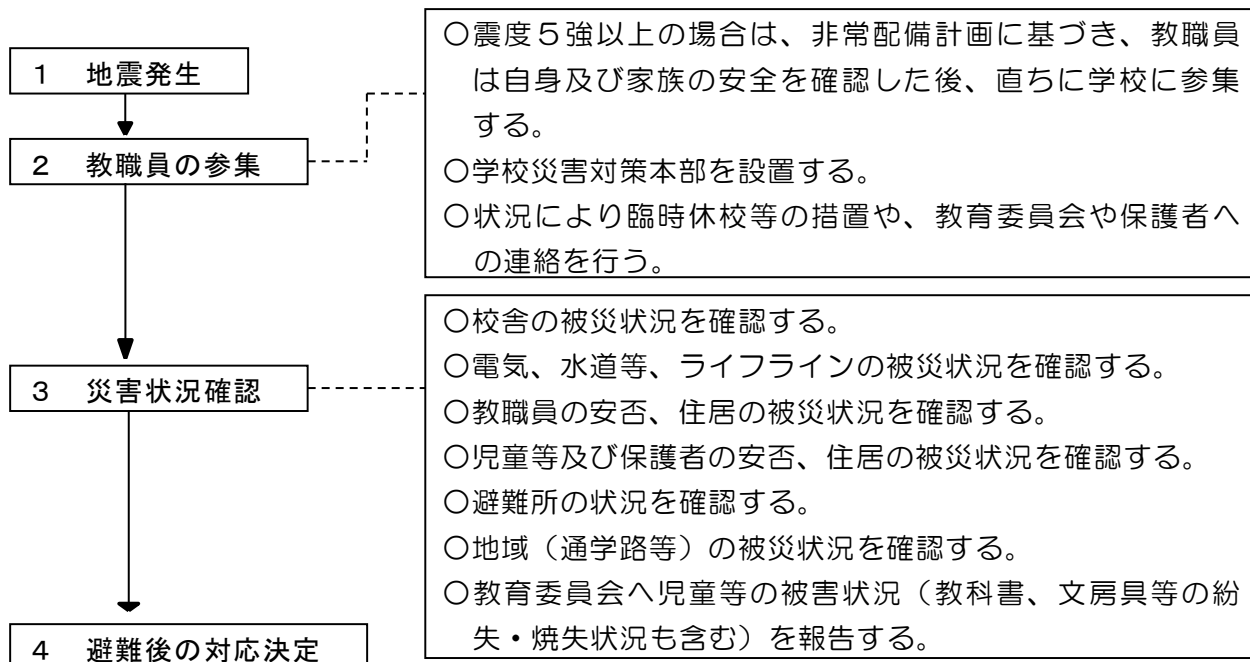 1 地震発生
2 教職員の参集
○震度5強以上の場合は、非常配備計画に基づき、教職員
は自身及び家族の安全を確認した後、直ちに学校に参集
する。
○学校災害対策本部を設置する。
○状況により臨時休校等の措置や、教育委員会や保護者へ
の連絡を行う。
3 災害状況確認
○校舎の被災状況を確認する。
○電気、水道等、ライフラインの被災状況を確認する。
○教職員の安否、住居の被災状況を確認する。
○児童等及び保護者の安否、住居の被災状況を確認する。
○避難所の状況を確認する。
○地域（通学路等）の被災状況を確認する。
○教育委員会へ児童等の被害状況（教科書、文房具等の紛
失・焼失状況も含む）を報告する。
4 避難後の対応決定